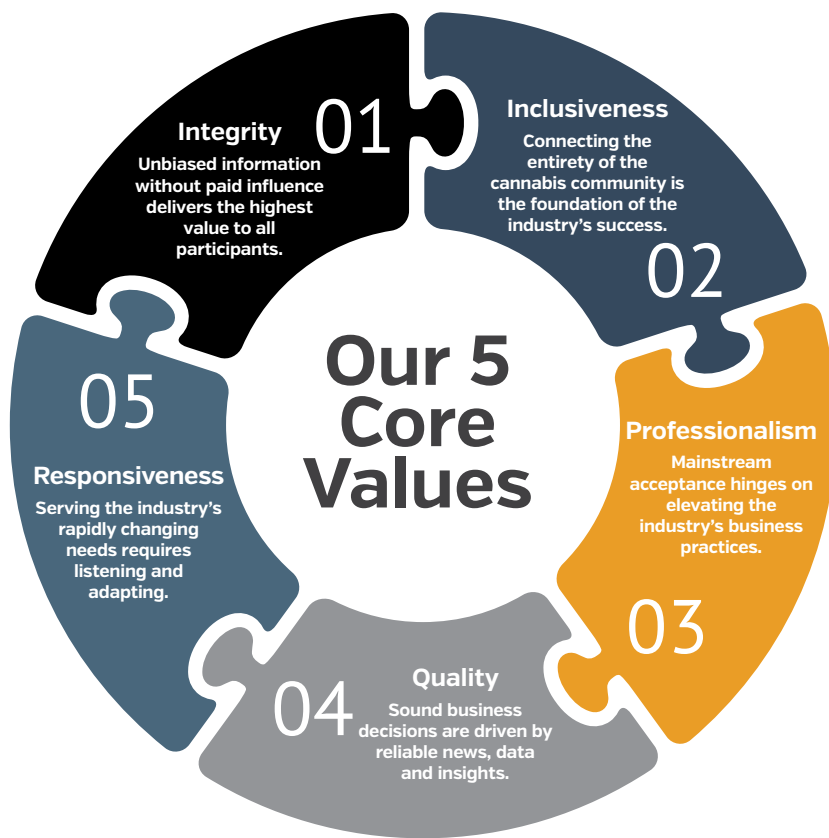 Our 5
Core
Values
01
Integrity
Unbiased information
without paid influence
delivers the highest
value to all
participants.
Inclusiveness
Connecting the
entirety of the
cannabis community is
the foundation of the
industry’s success.
02
Professionalism
Mainstream
acceptance hinges on
elevating the
industry’s business
practices.
03
Quality
04
Sound business
decisions are driven by
reliable news, data
and insights.
05
Responsiveness
Serving the industry’s
rapidly changing
needs requires
listening and
adapting.